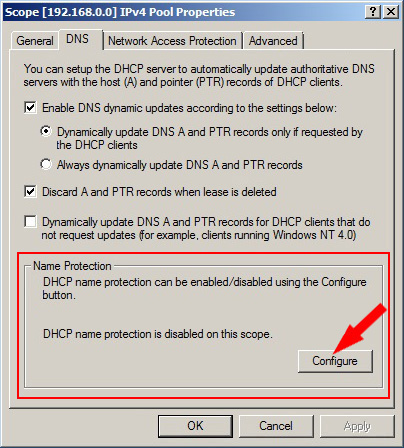 Scope [192.168.0.0] IPv4 Pool Properties
General DNS Network Access Protection Advanced
You can setup the DHCP server to automatically update authoritative DNS
servers with the host (A) and pointer (PTR) records of DHCP clients.
Enable DNS dynamic updates according to the settings below:
Dynamically update DNS A and PTR records only if requested by
the DHCP clients
Always dynamically update DNS A and PTR records
Discard A and PTR records when lease is deleted
Dynamically update DNS A and PTR records for DHCP clients that do
not request updates (for example, clients running Windows NT 4.0)
Name Protection
DHCP name protection can be enabled/disabled using the Configure
button.
DHCP name protection is disabled on this scope.
Configure
OK Cancel Apply